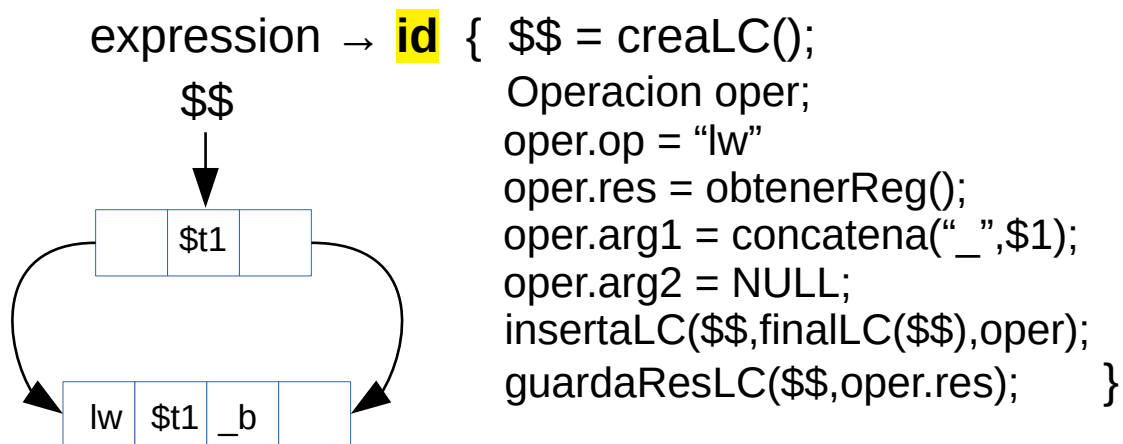 expression → id { $$ = creaLC();
$$
Operacion oper;
oper.op = “lw”
oper.res = obtenerReg();
$t1
oper.arg1 = concatena(“_”,$1);
oper.arg2 = NULL;
insertaLC($$,finalLC($$),oper);
guardaResLC($$,oper.res); }
lw $t1 _b